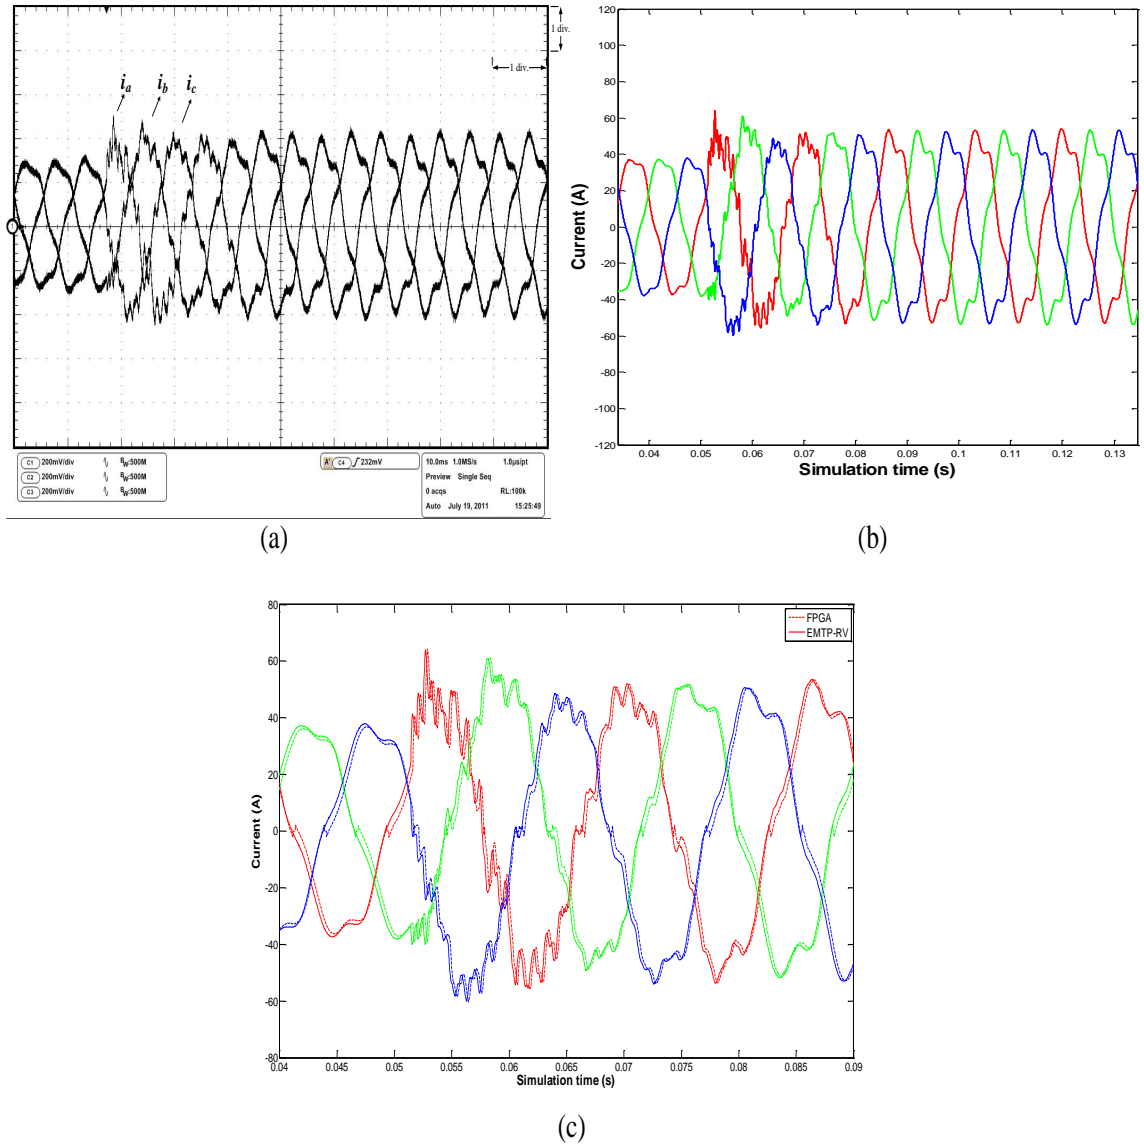 1 div.
1 div.
i_a i_b i_c
1
C1 200mV/div BW:500M
C2 200mV/div BW:500M
C3 200mV/div BW:500M
A' C4 232mV
10.0ms 1.0MS/s 1.0µs/pt
Preview Single Seq
0 acqs RL:100k
Auto July 19, 2011 15:25:49
(a)
120
100
80
60
40
20
0
-20
-40
-60
-80
-100
-120
Current (A)
0.04 0.05 0.06 0.07 0.08 0.09 0.1 0.11 0.12 0.13
Simulation time (s)
(b)
FPGA
EMTP-RV
80
60
40
20
0
-20
-40
-60
-80
Current (A)
0.04 0.045 0.05 0.055 0.06 0.065 0.07 0.075 0.08 0.085 0.09
Simulation time (s)
(c)